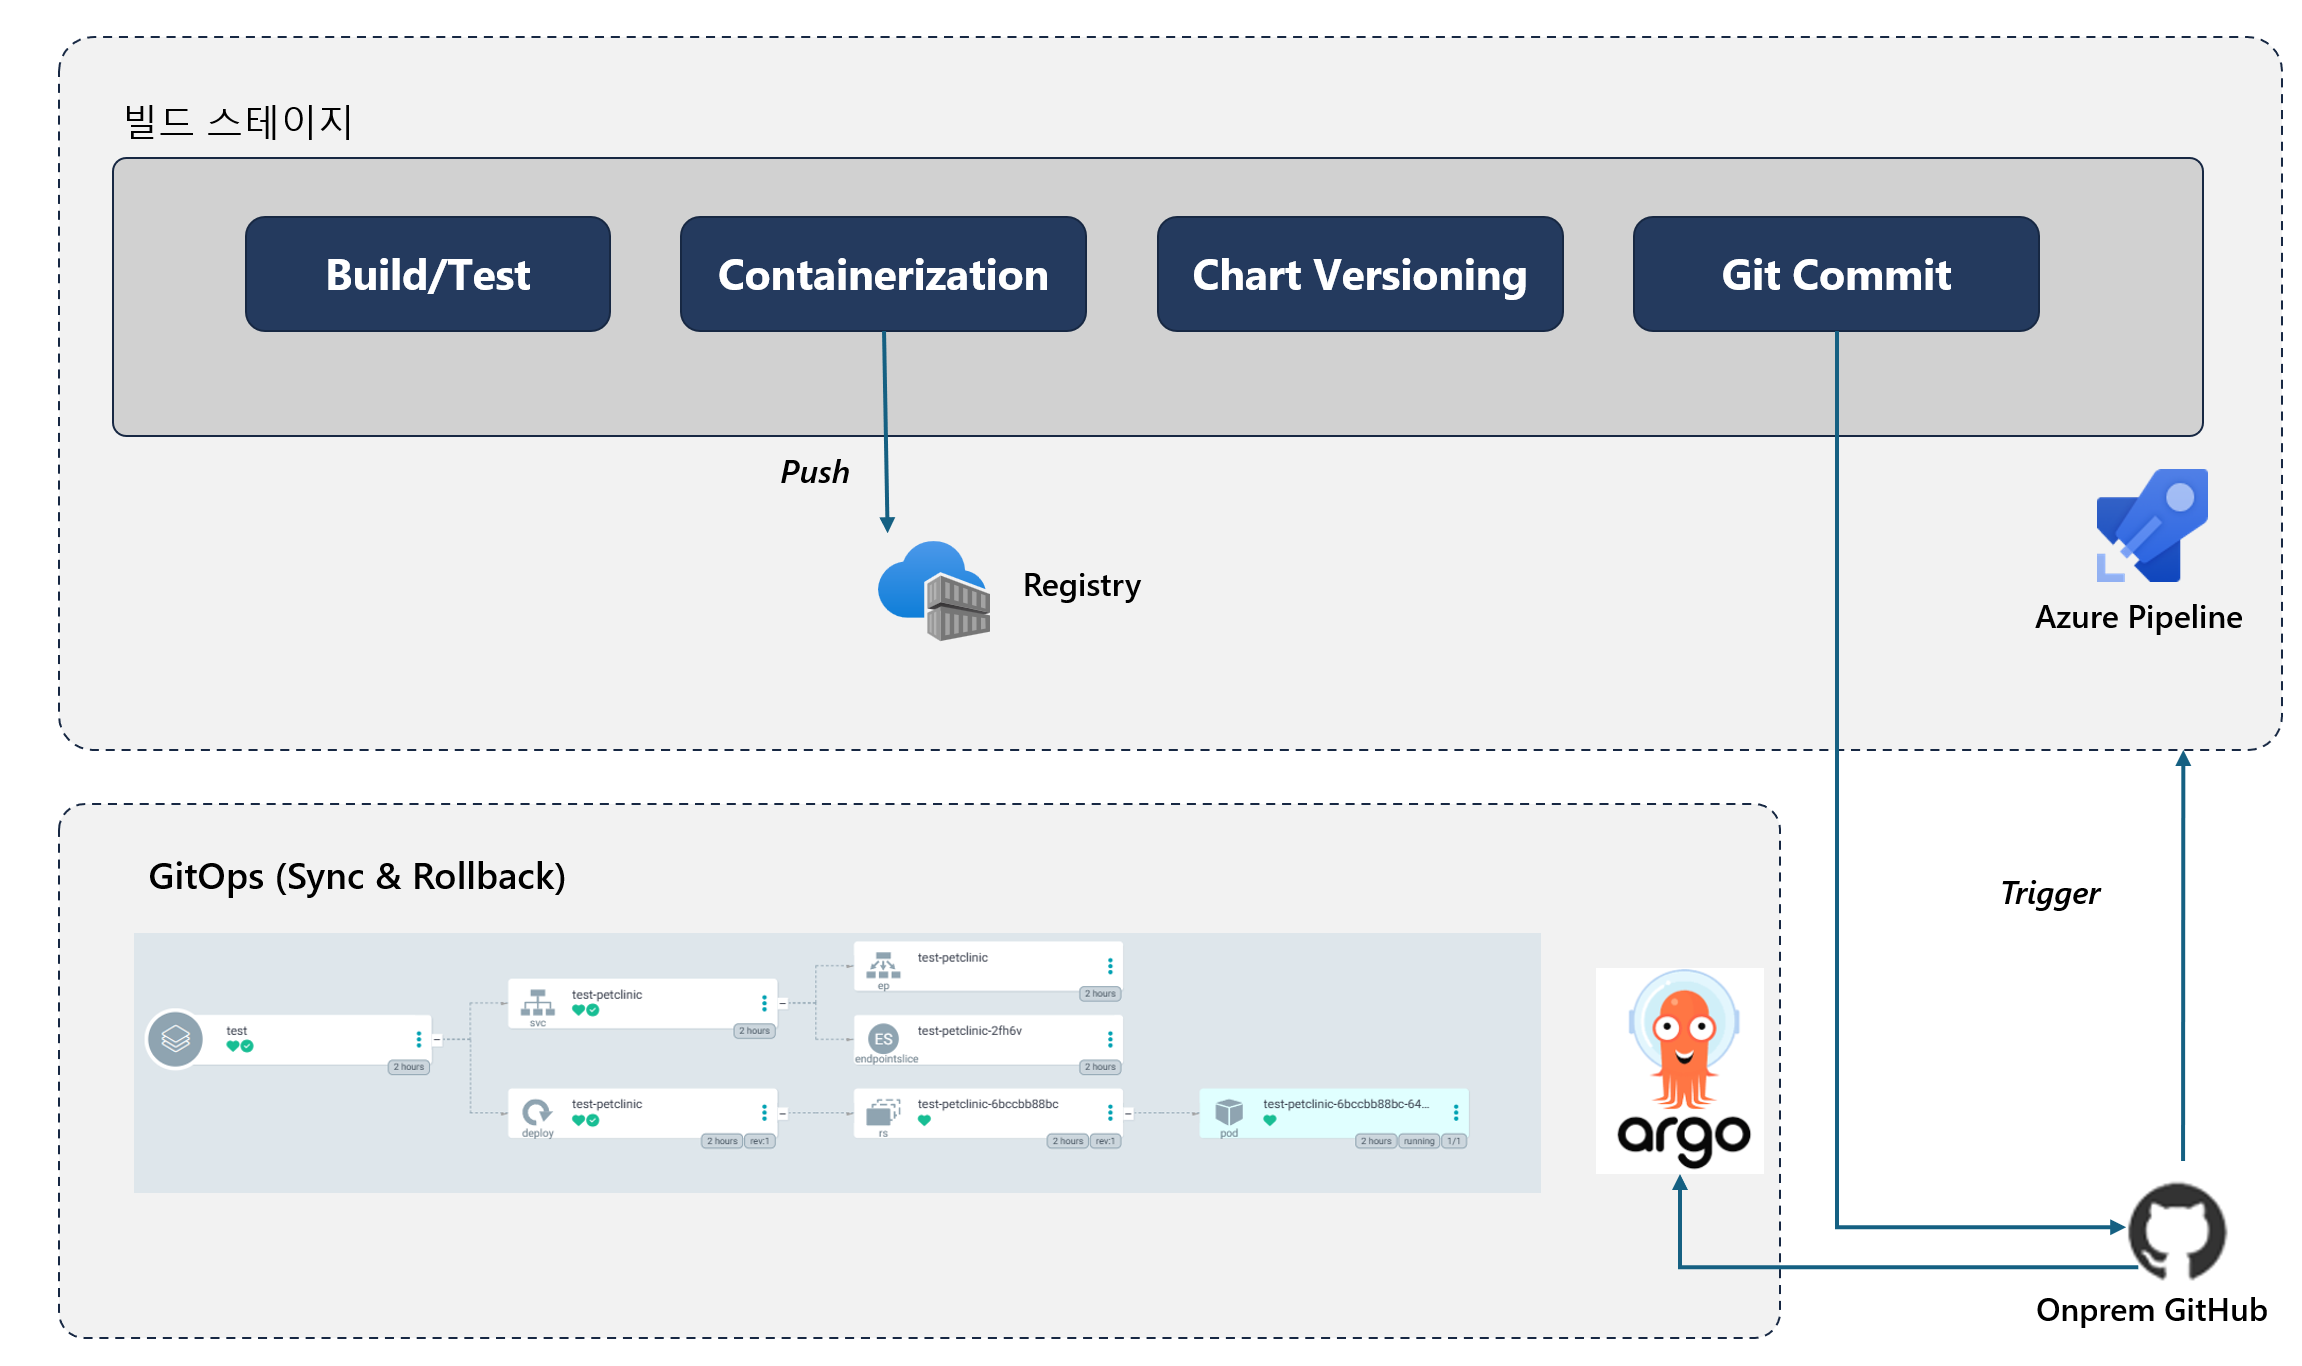 빌드 스테이지
Build/Test
Containerization
Chart Versioning
Git Commit
Push
Registry
Azure Pipeline
GitOps (Sync & Rollback)
Trigger
test
2 hours
svc
test-petclinic
2 hours
deploy
test-petclinic
2 hours
rev:1
ep
test-petclinic
2 hours
ES
endpointslice
test-petclinic-2fh6v
2 hours
rs
test-petclinic-6bccbb88bc
2 hours
rev:1
pod
test-petclinic-6bccbb88bc-64...
2 hours
running
1/1
argo
Onprem GitHub